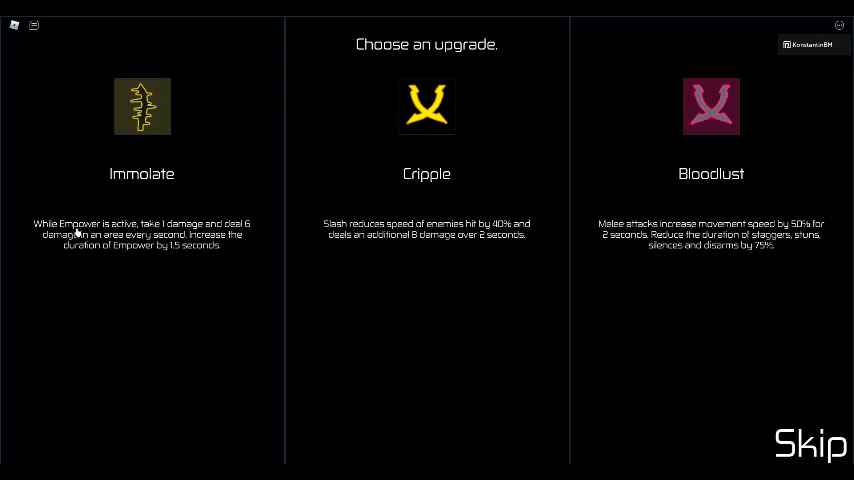 Choose an upgrade.
KonstantinBM
Immolate
While Empower is active, take 1 damage and deal 6
damage in an area every second. Increase the
duration of Empower by 1.5 seconds.
Cripple
Slash reduces speed of enemies hit by 40% and
deals an additional 8 damage over 2 seconds.
Bloodlust
Melee attacks increase movement speed by 50% for
2 seconds. Reduce the duration of staggers, stuns,
silences and disarms by 75%.
Skip